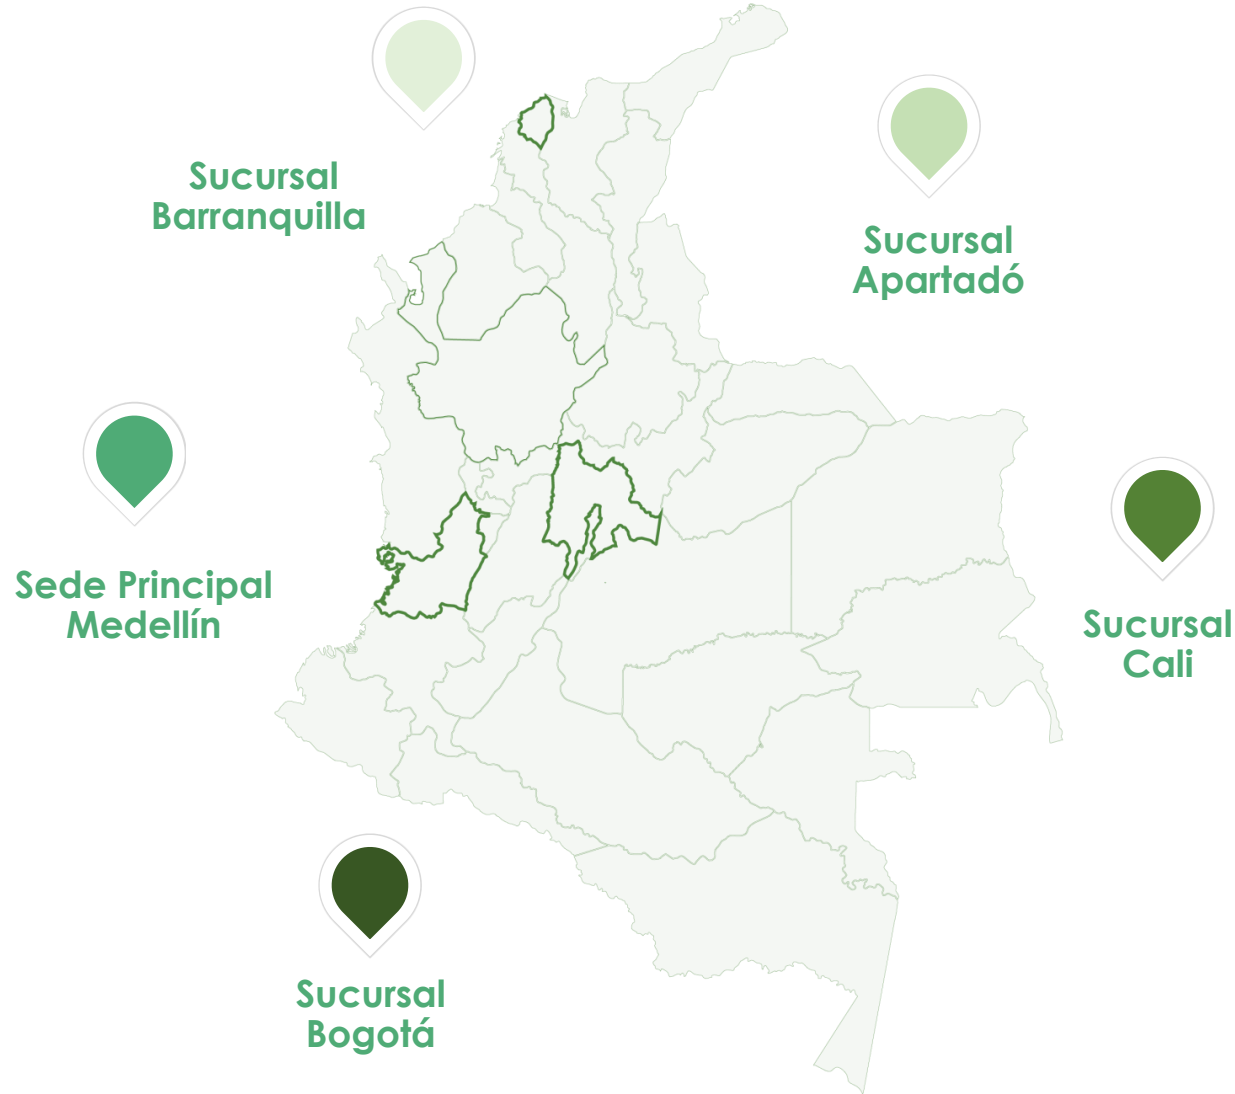 Sucursal
Barranquilla
Sucursal
Apartadó
Sede Principal
Medellín
Sucursal
Cali
Sucursal
Bogotá